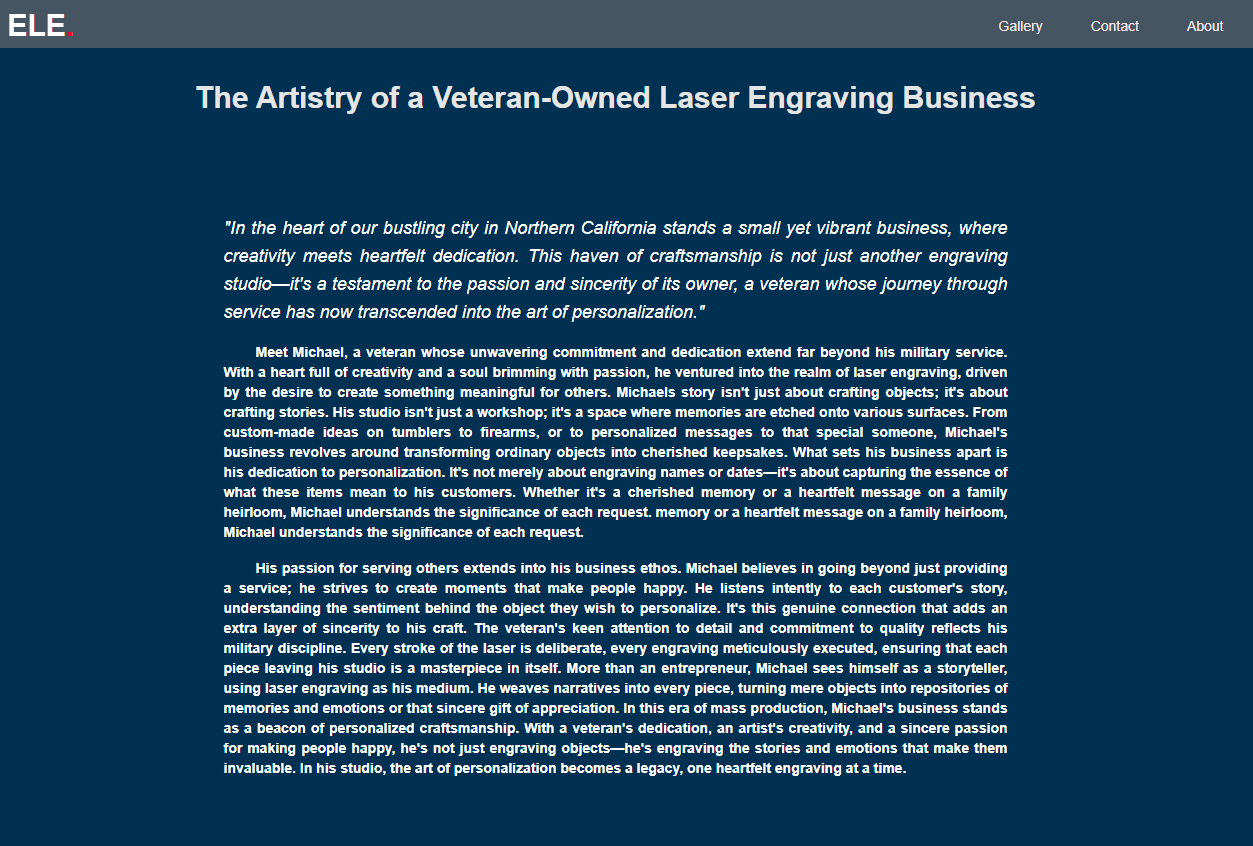 ELE.
Gallery
Contact
About
The Artistry of a Veteran-Owned Laser Engraving Business
"In the heart of our bustling city in Northern California stands a small yet vibrant business, where
creativity meets heartfelt dedication. This haven of craftsmanship is not just another engraving
studio—it's a testament to the passion and sincerity of its owner, a veteran whose journey through
service has now transcended into the art of personalization."
Meet Michael, a veteran whose unwavering commitment and dedication extend far beyond his military service.
With a heart full of creativity and a soul brimming with passion, he ventured into the realm of laser engraving, driven
by the desire to create something meaningful for others. Michaels story isn't just about crafting objects; it's about
crafting stories. His studio isn't just a workshop; it's a space where memories are etched onto various surfaces. From
custom-made ideas on tumblers to firearms, or to personalized messages to that special someone, Michael's
business revolves around transforming ordinary objects into cherished keepsakes. What sets his business apart is
his dedication to personalization. It's not merely about engraving names or dates—it's about capturing the essence of
what these items mean to his customers. Whether it's a cherished memory or a heartfelt message on a family
heirloom, Michael understands the significance of each request. memory or a heartfelt message on a family heirloom,
Michael understands the significance of each request.
His passion for serving others extends into his business ethos. Michael believes in going beyond just providing
a service; he strives to create moments that make people happy. He listens intently to each customer's story,
understanding the sentiment behind the object they wish to personalize. It's this genuine connection that adds an
extra layer of sincerity to his craft. The veteran's keen attention to detail and commitment to quality reflects his
military discipline. Every stroke of the laser is deliberate, every engraving meticulously executed, ensuring that each
piece leaving his studio is a masterpiece in itself. More than an entrepreneur, Michael sees himself as a storyteller,
using laser engraving as his medium. He weaves narratives into every piece, turning mere objects into repositories of
memories and emotions or that sincere gift of appreciation. In this era of mass production, Michael's business stands
as a beacon of personalized craftsmanship. With a veteran's dedication, an artist's creativity, and a sincere passion
for making people happy, he's not just engraving objects—he's engraving the stories and emotions that make them
invaluable. In his studio, the art of personalization becomes a legacy, one heartfelt engraving at a time.